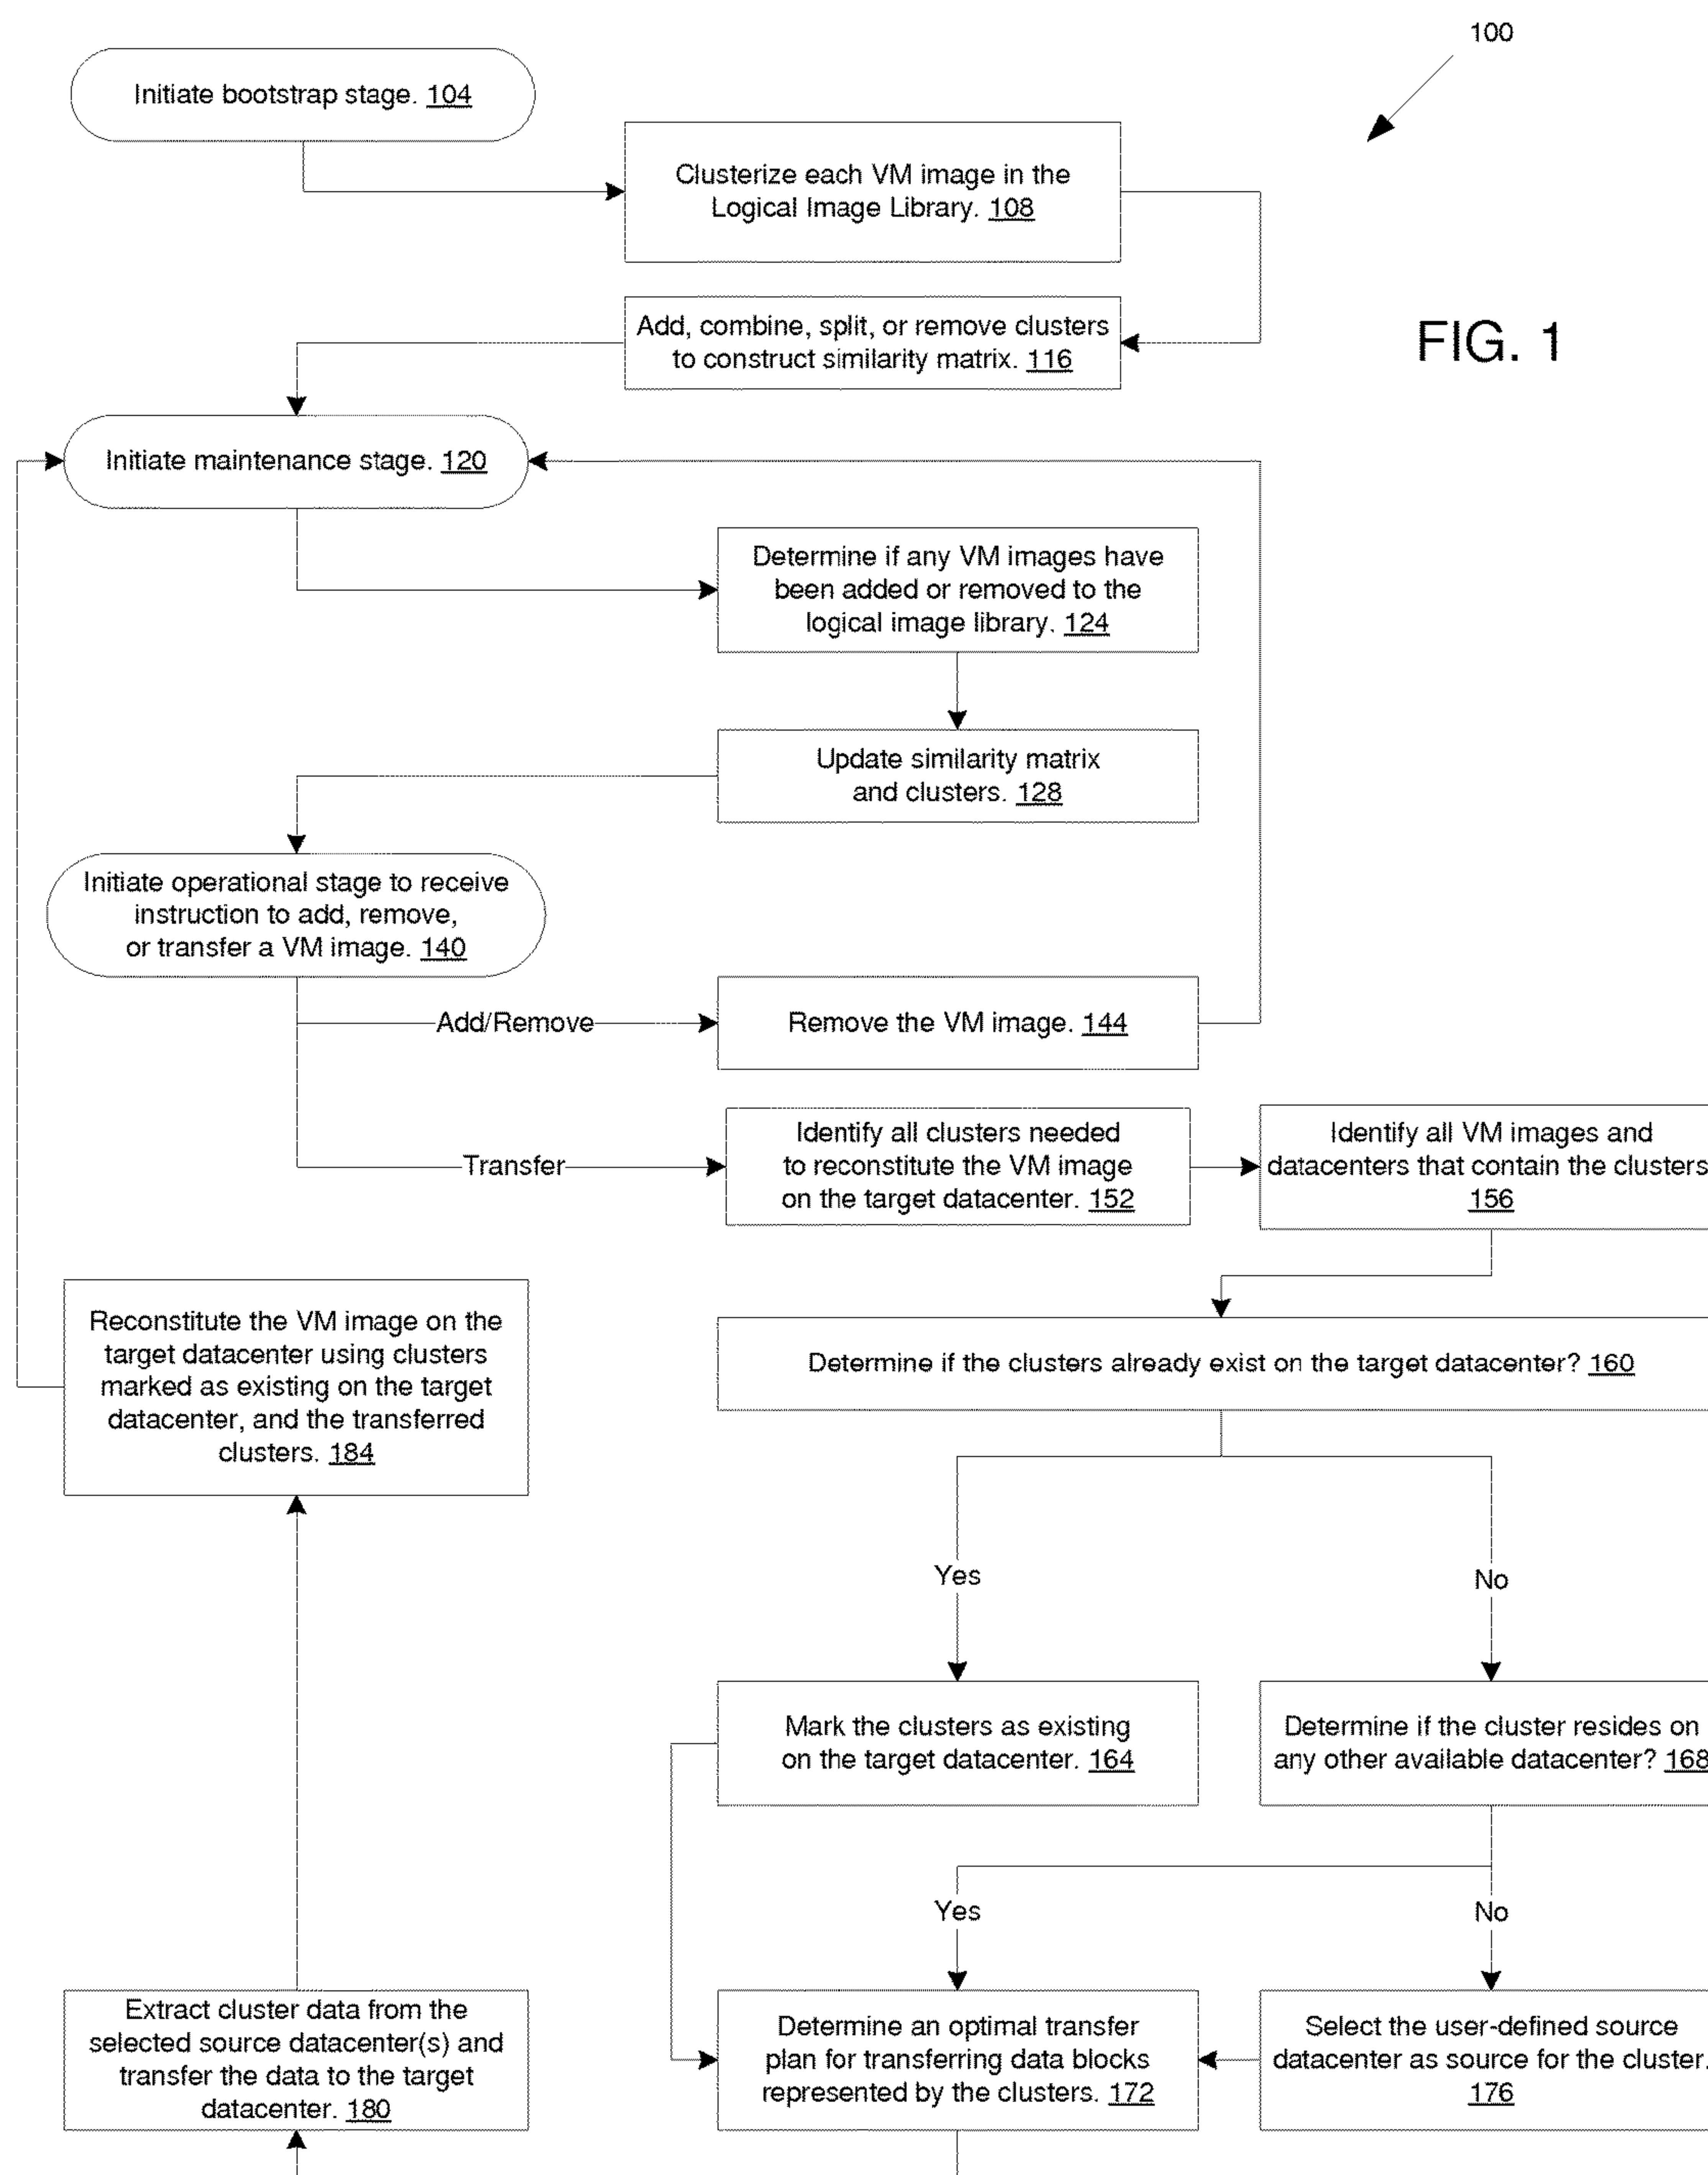 100
Initiate bootstrap stage. 104
Clusterize each VM image in the
Logical Image Library. 108
Add, combine, split, or remove clusters
to construct similarity matrix. 116
FIG. 1
Initiate maintenance stage. 120
Determine if any VM images have
been added or removed to the
logical image library. 124
Update similarity matrix
and clusters. 128
Initiate operational stage to receive
instruction to add, remove,
or transfer a VM image. 140
Add/Remove
Remove the VM image. 144
Transfer
Identify all clusters needed
to reconstitute the VM image
on the target datacenter. 152
Identify all VM images and
datacenters that contain the clusters
156
Determine if the clusters already exist on the target datacenter? 160
Yes
No
Mark the clusters as existing
on the target datacenter. 164
Determine if the cluster resides on
any other available datacenter? 168
Yes
No
Determine an optimal transfer
plan for transferring data blocks
represented by the clusters. 172
Select the user-defined source
datacenter as source for the cluster.
176
Extract cluster data from the
selected source datacenter(s) and
transfer the data to the target
datacenter. 180
Reconstitute the VM image on the
target datacenter using clusters
marked as existing on the target
datacenter, and the transferred
clusters. 184